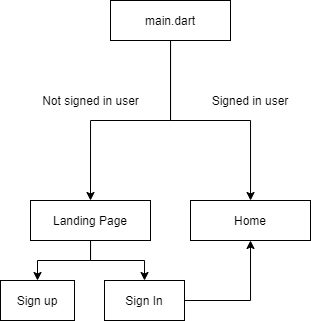 main.dart
Not signed in user
Signed in user
Landing Page
Home
Sign up
Sign In